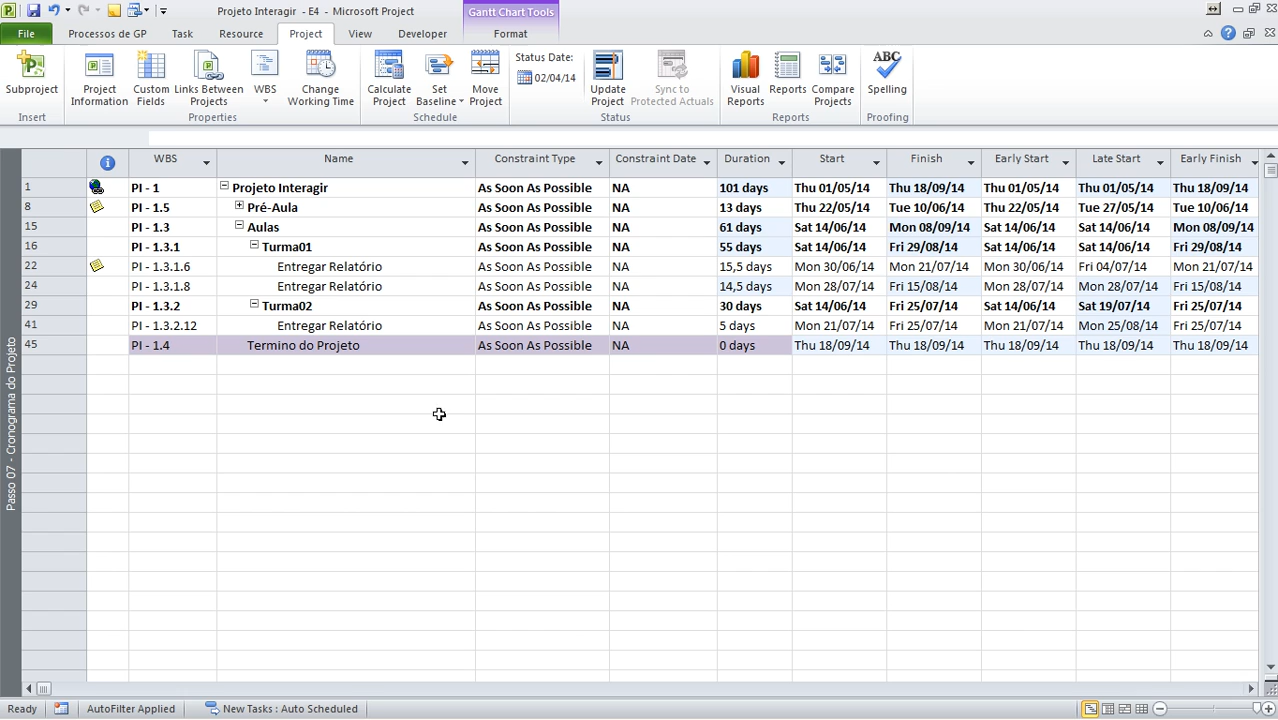 Projeto Interagir - E4 - Microsoft Project
Gantt Chart Tools
File
Processos de GP
Task
Resource
Project
View
Developer
Format
Subproject
Project Information
Custom Fields
Links Between Projects
WBS
Change Working Time
Calculate Project
Set Baseline
Move Project
Status Date:
02/04/14
Update Project
Sync to Protected Actuals
Visual Reports
Reports
Compare Projects
ABC
Spelling
Insert
Properties
Schedule
Status
Reports
Proofing
WBS Name Constraint Type Constraint Date Duration Start Finish Early Start Late Start Early Finish
1 PI - 1 Projeto Interagir As Soon As Possible NA 101 days Thu 01/05/14 Thu 18/09/14 Thu 01/05/14 Thu 01/05/14 Thu 18/09/14
8 PI - 1.5 Pré-Aula As Soon As Possible NA 13 days Thu 22/05/14 Tue 10/06/14 Thu 22/05/14 Tue 27/05/14 Tue 10/06/14
15 PI - 1.3 Aulas As Soon As Possible NA 61 days Sat 14/06/14 Mon 08/09/14 Sat 14/06/14 Sat 14/06/14 Mon 08/09/14
16 PI - 1.3.1 Turma01 As Soon As Possible NA 55 days Sat 14/06/14 Fri 29/08/14 Sat 14/06/14 Sat 14/06/14 Fri 29/08/14
22 PI - 1.3.1.6 Entregar Relatório As Soon As Possible NA 15,5 days Mon 30/06/14 Mon 21/07/14 Mon 30/06/14 Fri 04/07/14 Mon 21/07/14
24 PI - 1.3.1.8 Entregar Relatório As Soon As Possible NA 14,5 days Mon 28/07/14 Fri 15/08/14 Mon 28/07/14 Mon 28/07/14 Fri 15/08/14
29 PI - 1.3.2 Turma02 As Soon As Possible NA 30 days Sat 14/06/14 Fri 25/07/14 Sat 14/06/14 Sat 19/07/14 Fri 25/07/14
41 PI - 1.3.2.12 Entregar Relatório As Soon As Possible NA 5 days Mon 21/07/14 Fri 25/07/14 Mon 21/07/14 Mon 25/08/14 Fri 25/07/14
45 PI - 1.4 Termino do Projeto As Soon As Possible NA 0 days Thu 18/09/14 Thu 18/09/14 Thu 18/09/14 Thu 18/09/14 Thu 18/09/14
Passo 07 - Cronograma do Projeto
Ready
AutoFilter Applied
New Tasks : Auto Scheduled